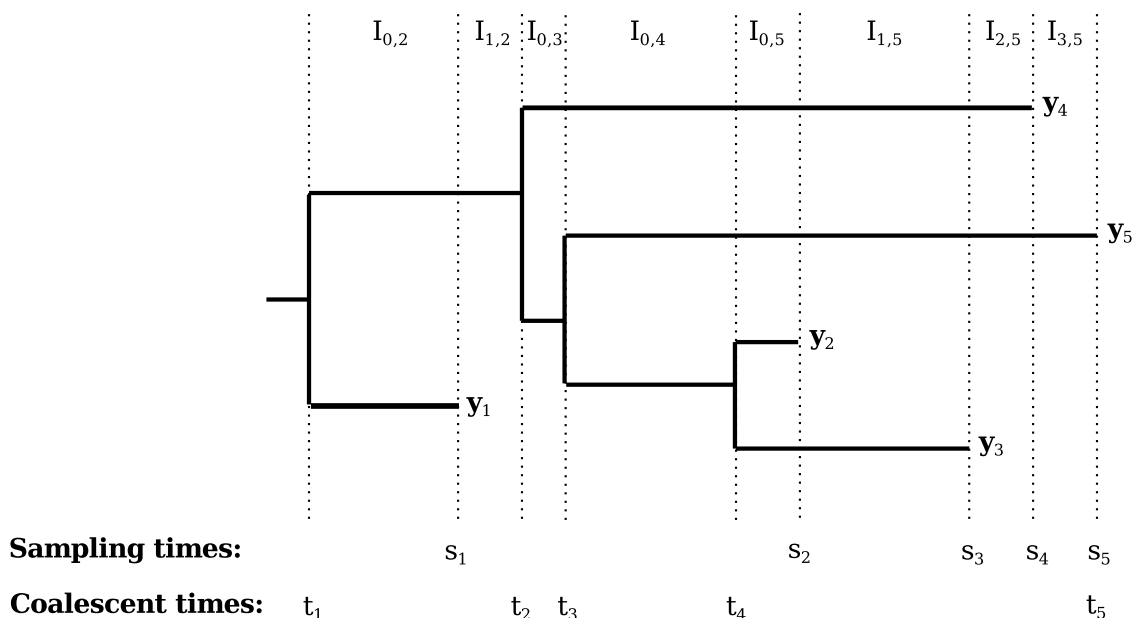 I0,2 I1,2 I0,3 I0,4 I0,5 I1,5 I2,5 I3,5
y4
y5
y2
y1
y3
Sampling times: s1 s2 s3 s4 s5
Coalescent times: t1 t2 t3 t4 t5